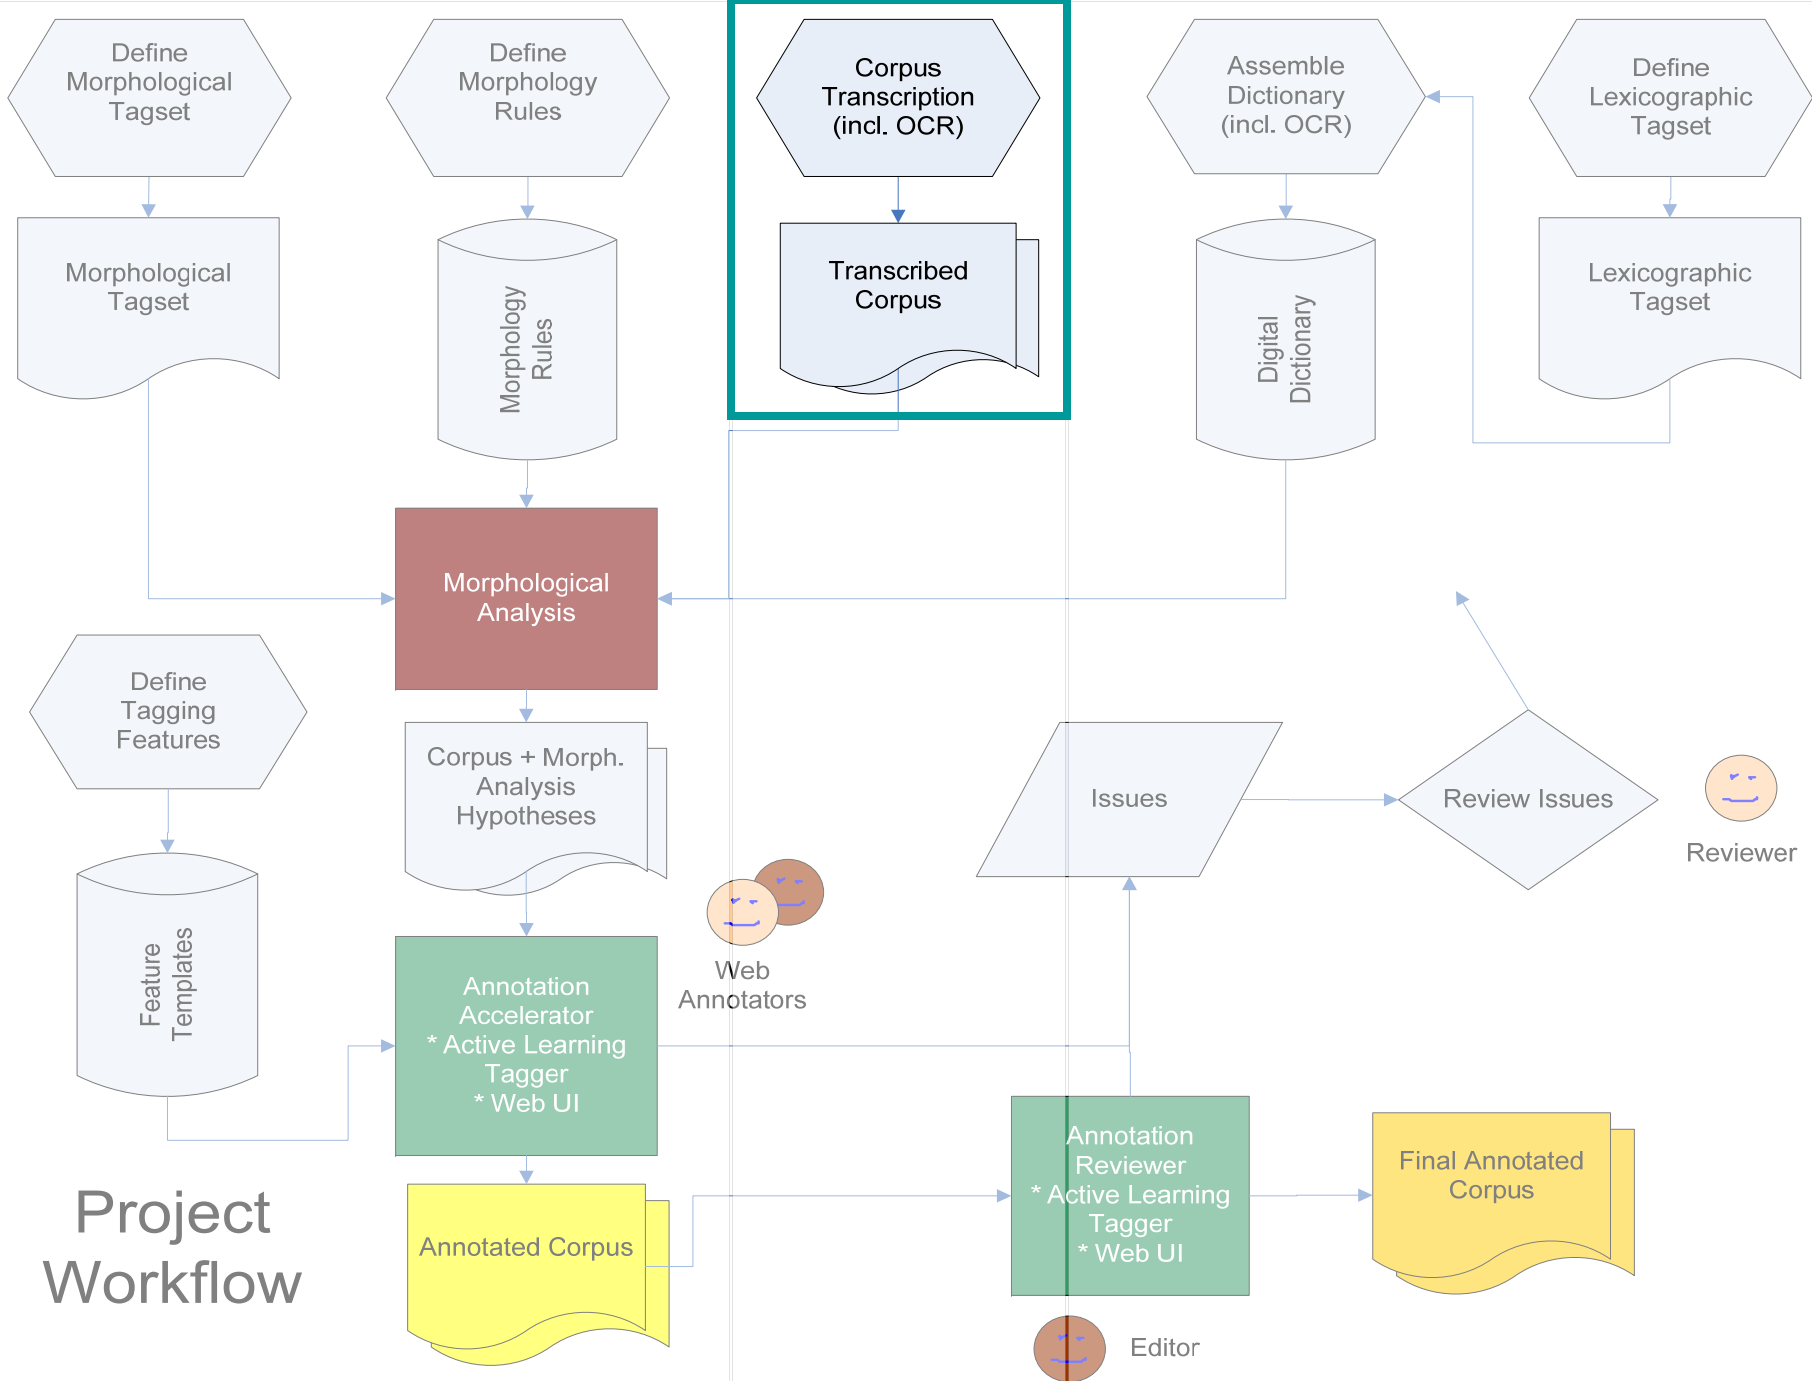 Define
Morphological
Tagset
Define
Morphology
Rules
Corpus
Transcription
(incl. OCR)
Assemble
Dictionary
(incl. OCR)
Define
Lexicographic
Tagset
Morphological
Tagset
Morphology
Rules
Transcribed
Corpus
Digital
Dictionary
Lexicographic
Tagset
Morphological
Analysis
Define
Tagging
Features
Corpus + Morph.
Analysis
Hypotheses
Issues
Review Issues
Reviewer
Feature
Templates
Web
Annotators
Annotation
Accelerator
* Active Learning
Tagger
* Web UI
Annotation
Reviewer
* Active Learning
Tagger
* Web UI
Final Annotated
Corpus
Project
Workflow
Annotated Corpus
Editor